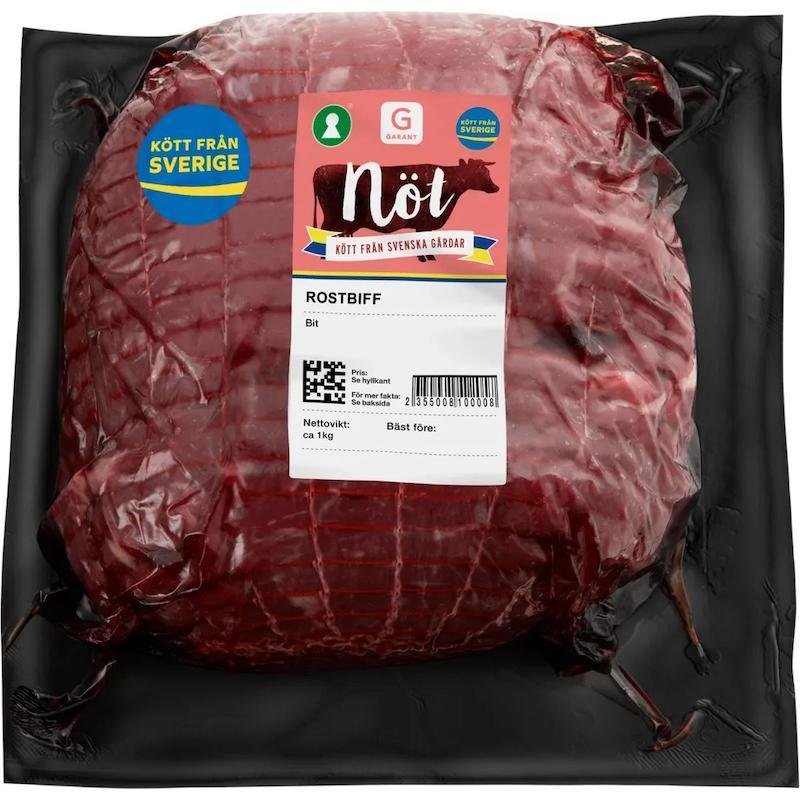 KÖTT FRÅN
SVERIGE
G
GARANT
KÖTT FRÅN
SVERIGE
Nöt
KÖTT FRÅN SVENSKA GÅRDAR
ROSTBIFF
Bit
Pris:
Se hyllkant
För mer fakta:
Se baksida
2 355008 100008
Nettovikt:
ca 1kg
Bäst före: